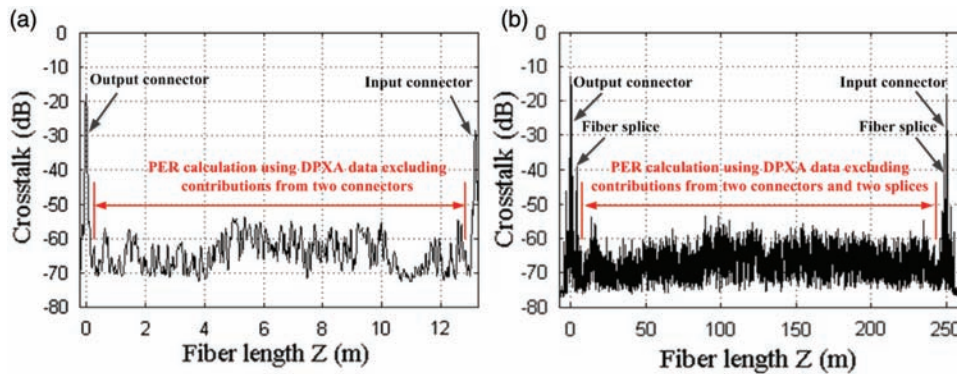 (a)
0
-10
-20
-30
-40
-50
-60
-70
-80
Crosstalk (dB)
Output connector
Input connector
PER calculation using DPXA data excluding
contributions from two connectors
0 2 4 6 8 10 12
Fiber length Z (m)
(b)
0
-10
-20
-30
-40
-50
-60
-70
-80
Crosstalk (dB)
Output connector
Input connector
Fiber splice
Fiber splice
PER calculation using DPXA data excluding
contributions from two connectors and two splices
0 50 100 150 200 250
Fiber length Z (m)